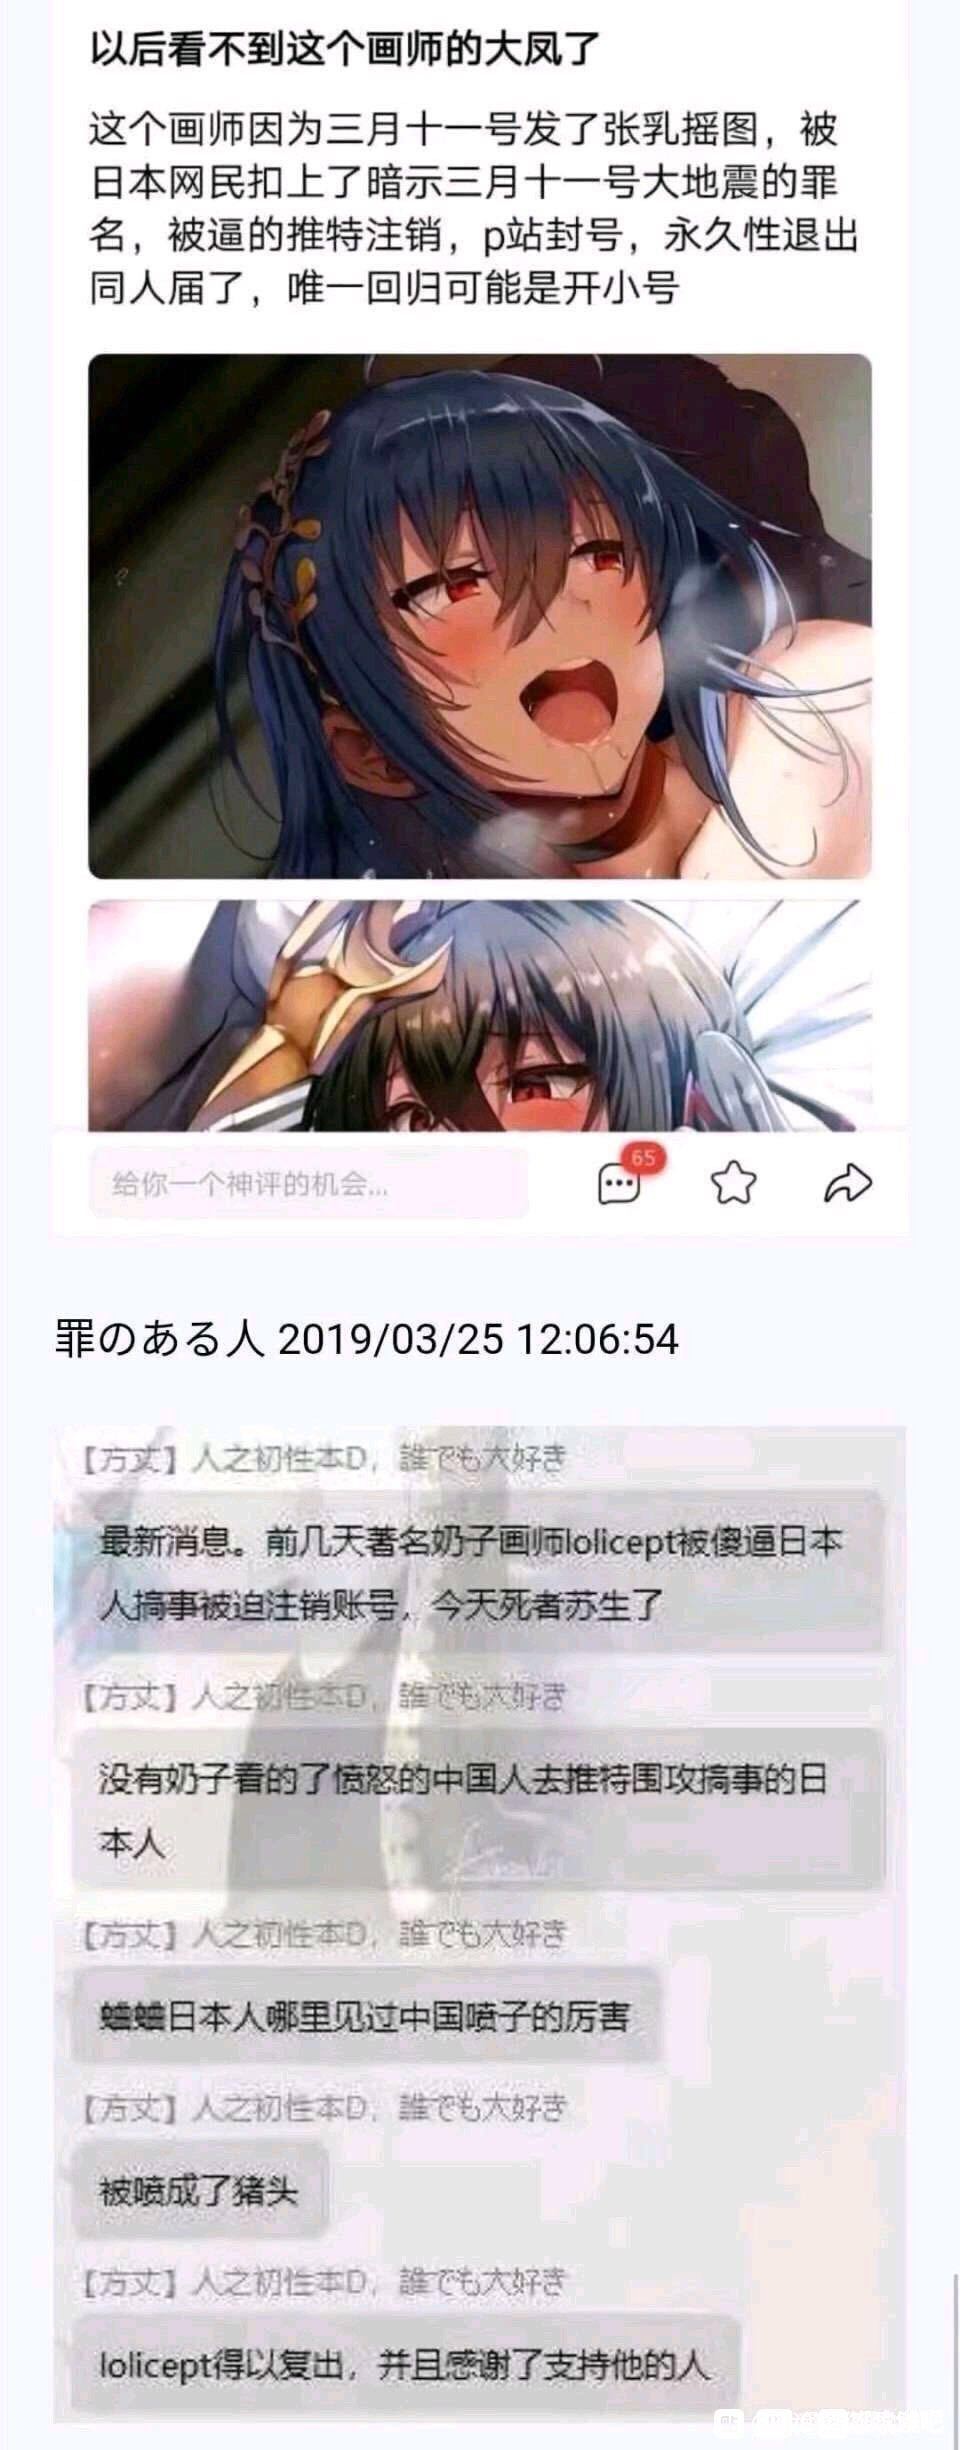 以后看不到这个画师的大凤了
这个画师因为三月十一号发了张乳摇图，被
日本网民扣上了暗示三月十一号大地震的罪
名，被逼的推特注销，p站封号，永久性退出
同人届了，唯一回归可能是开小号
给你一个神评的机会...
65
罪のある人 2019/03/25 12:06:54
【方丈】人之初性本D，誰でも大好き
最新消息。前几天著名奶子画师lolicept被傻逼日本
人搞事被迫注销账号，今天死者苏生了
【方丈】人之初性本D，誰でも大好き
没有奶子看的了愤怒的中国人去推特围攻搞事的日
本人
【方丈】人之初性本D，誰でも大好き
日本人哪里见过中国喷子的厉害
【方丈】人之初性本D，誰でも大好き
被喷成了猪头
【方丈】人之初性本D，誰でも大好き
lolicept得以复出，并且感谢了支持他的人